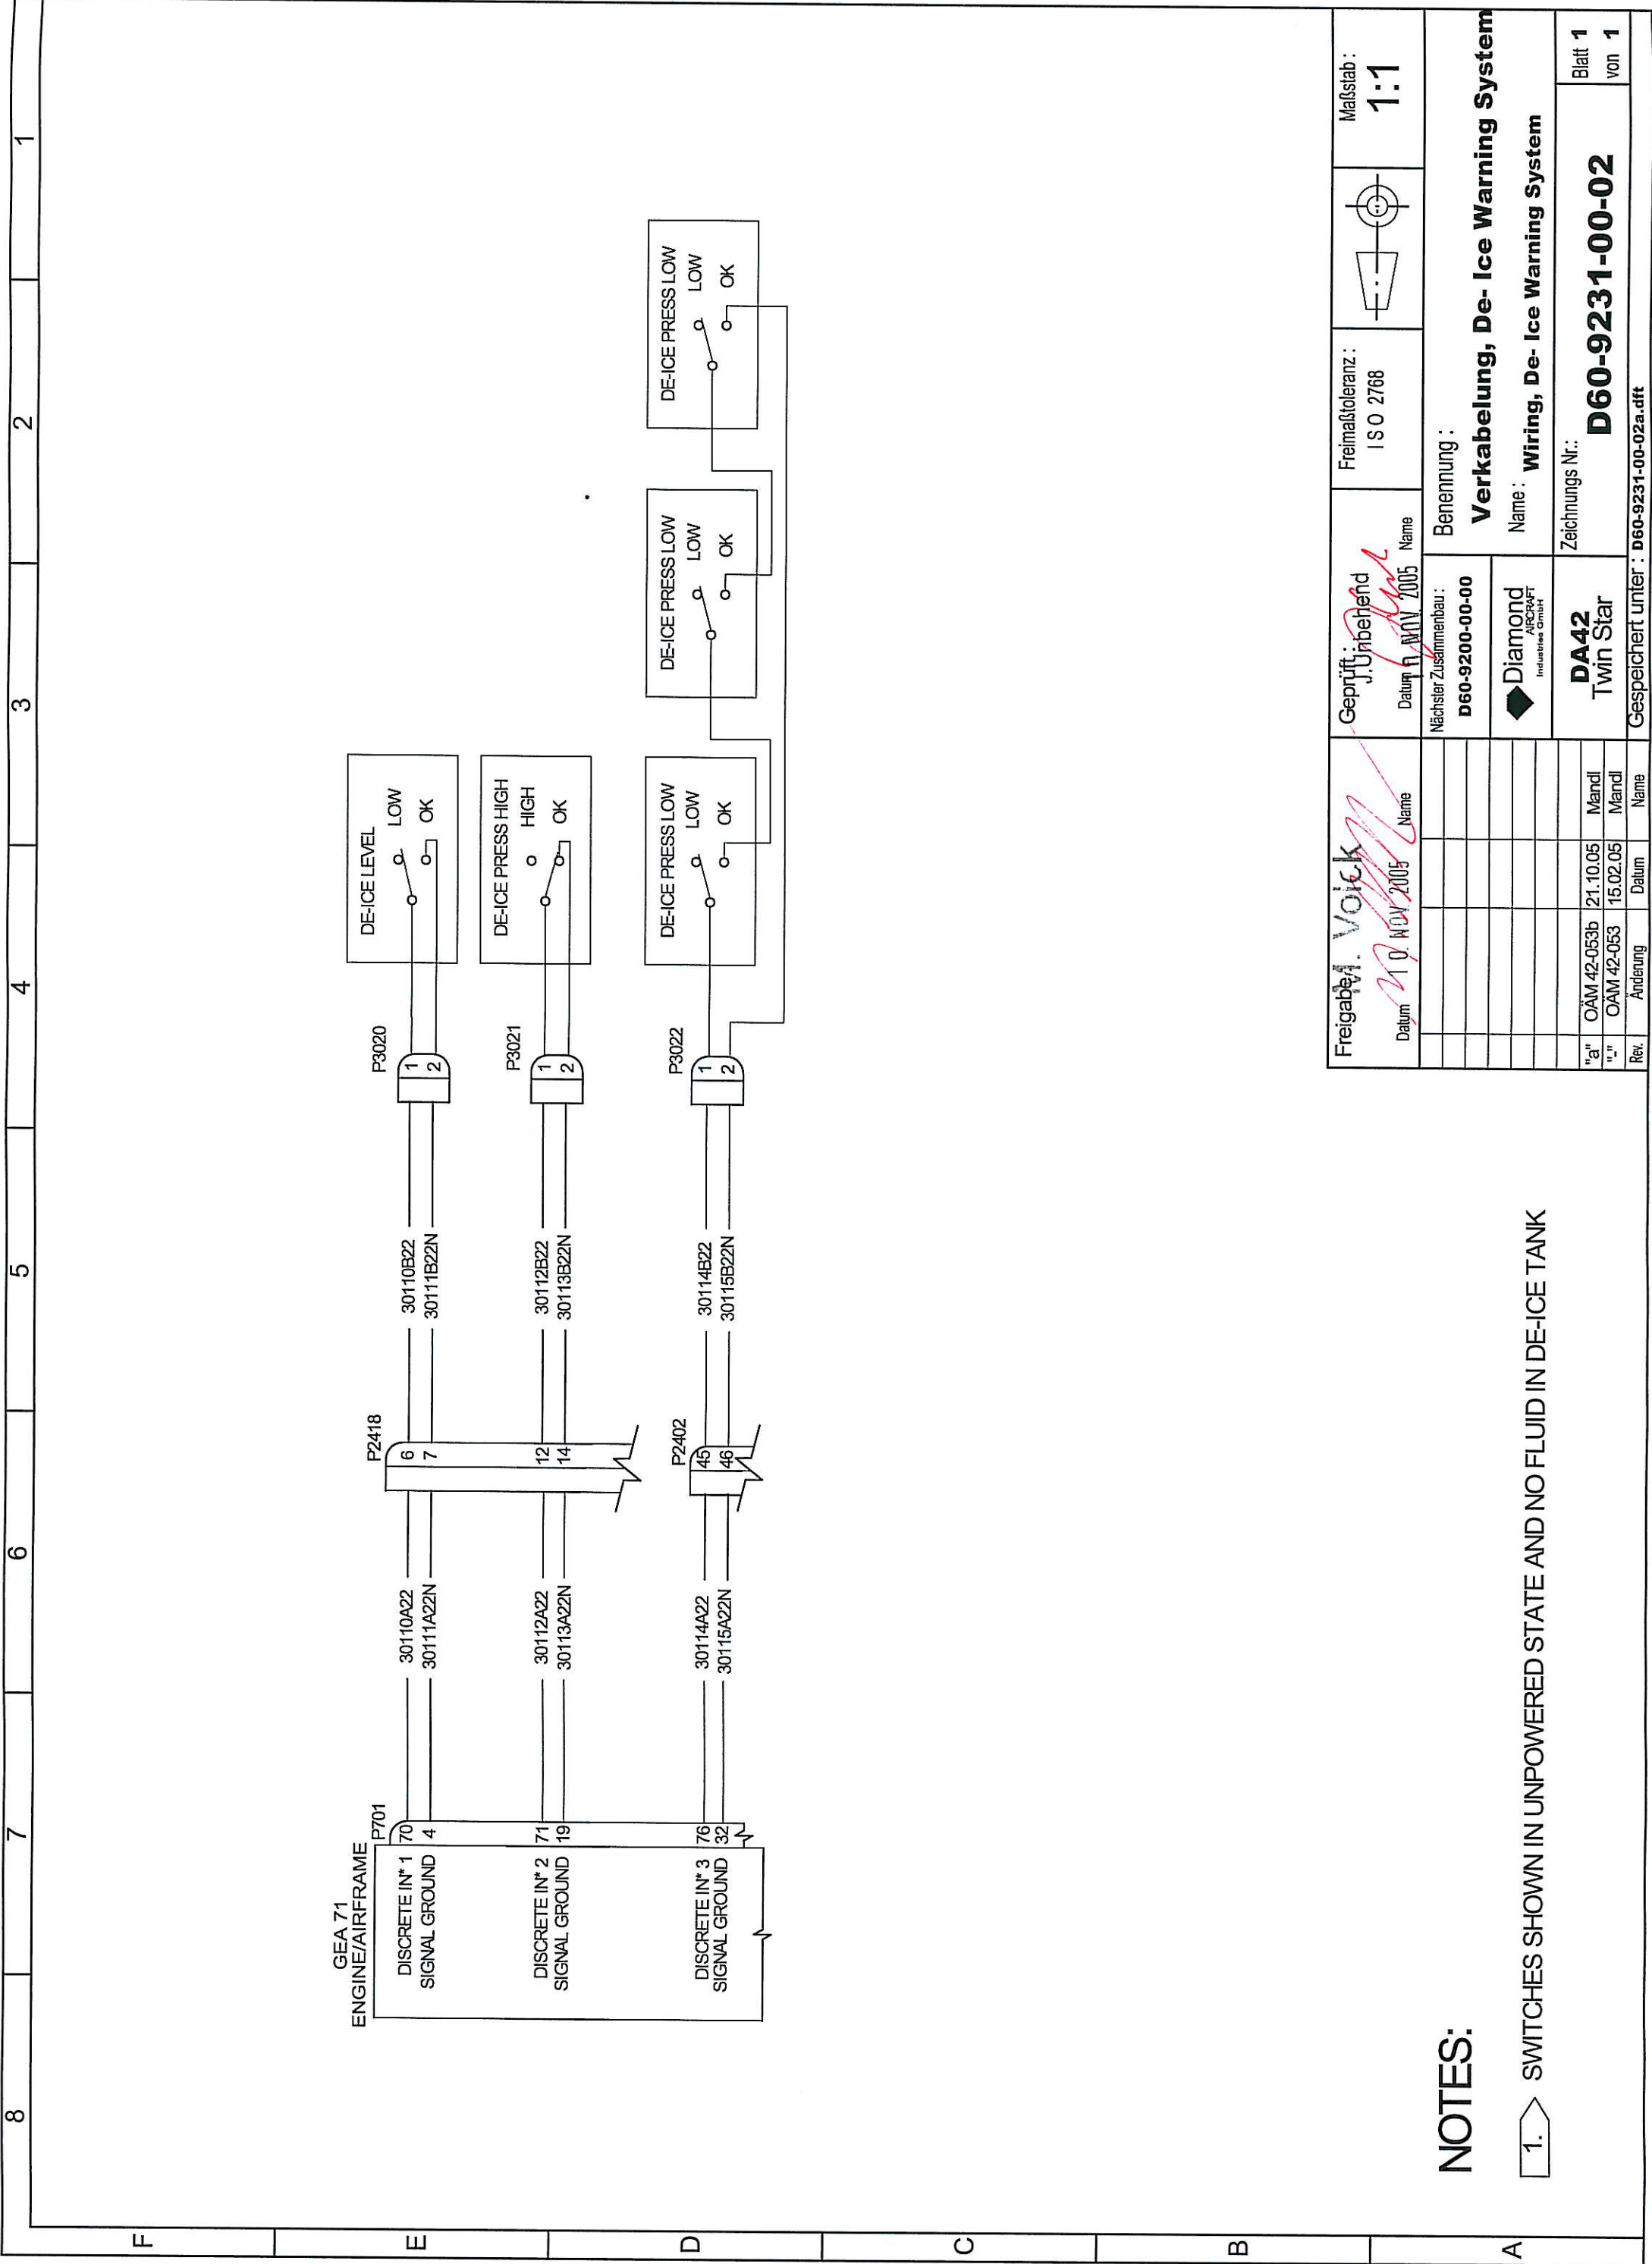 8 7 6 5 4 3 2 1
F
E
D
C
B
A
GEA 71
ENGINE/AIRFRAME
P701
DISCRETE IN* 1 70
SIGNAL GROUND 4
DISCRETE IN* 2 71
SIGNAL GROUND 19
DISCRETE IN* 3 76
SIGNAL GROUND 32
30110A22
30111A22N
30112A22
30113A22N
30114A22
30115A22N
P2418
6
7
12
14
P2402
45
46
30110B22
30111B22N
30112B22
30113B22N
30114B22
30115B22N
P3020
1
2
P3021
1
2
P3022
1
2
DE-ICE LEVEL
LOW
OK
DE-ICE PRESS HIGH
HIGH
OK
DE-ICE PRESS LOW
LOW
OK
DE-ICE PRESS LOW
LOW
OK
DE-ICE PRESS LOW
LOW
OK
NOTES:
1. SWITCHES SHOWN IN UNPOWERED STATE AND NO FLUID IN DE-ICE TANK
Freigabe:
M. Voick
Datum 10. NOV. 2005 Name
Geprüft:
J.Unbehend
Datum NOV. 2005 Name
Freimaßtoleranz:
ISO 2768
Maßstab:
1:1
Nächster Zusammenbau:
D60-9200-00-00
Benennung:
Verkabelung, De- Ice Warning System
Name: Wiring, De- Ice Warning System
Diamond
AIRCRAFT
Industries GmbH
DA42
Twin Star
Zeichnungs Nr.:
D60-9231-00-02
Blatt 1
von 1
"a" OÄM 42-053b 21.10.05 Mandl
"-" OÄM 42-053 15.02.05 Mandl
Rev. Änderung Datum Name
Gespeichert unter: D60-9231-00-02a.dft